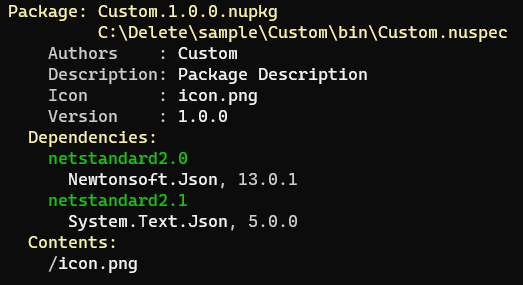 Package: Custom.1.0.0.nupkg
C:\Delete\sample\Custom\bin\Custom.nuspec
Authors : Custom
Description: Package Description
Icon : icon.png
Version : 1.0.0
Dependencies:
netstandard2.0
Newtonsoft.Json, 13.0.1
netstandard2.1
System.Text.Json, 5.0.0
Contents:
/icon.png